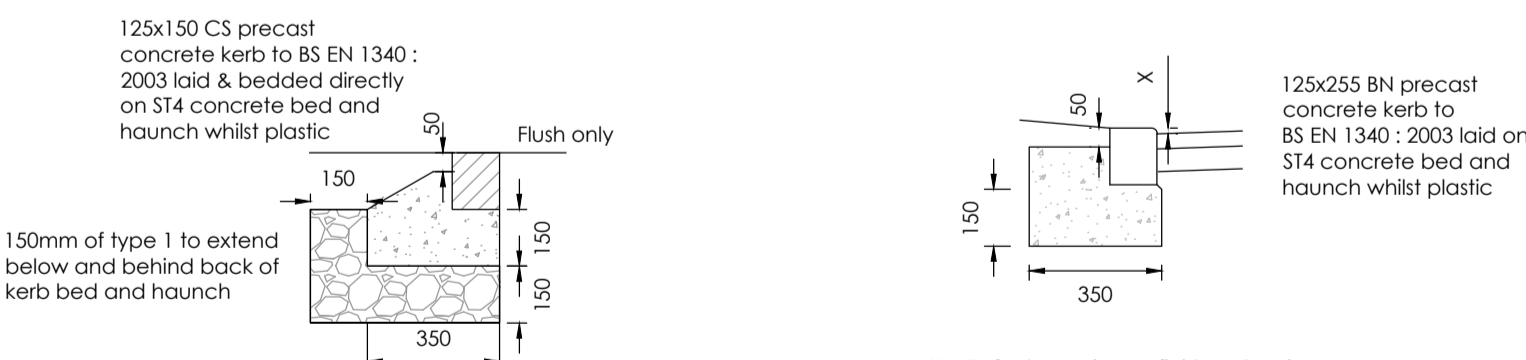 125x150 CS precast
concrete kerb to BS EN 1340 :
2003 laid & bedded directly
on ST4 concrete bed and
haunch whilst plastic
50
Flush only
150
150mm of type 1 to extend
below and behind back of
kerb bed and haunch
150
150
350
X
50
150
350
125x255 BN precast
concrete kerb to
BS EN 1340 : 2003 laid on
ST4 concrete bed and
haunch whilst plastic